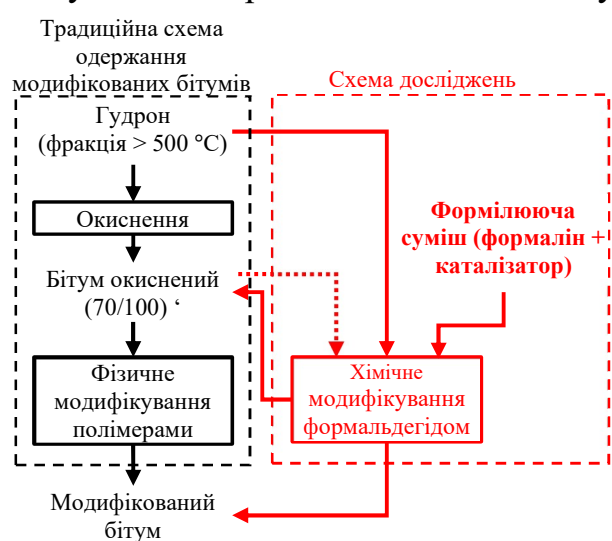 Традиційна схема
одержання
модифікованих бітумів
Гудрон
(фракція > 500 °С)
Окиснення
Бітум окиснений
(70/100) ‘
Фізичне
модифікування
полімерами
Модифікований
бітум
Схема досліджень
Формілююча
суміш (формалін +
каталізатор)
Хімічне
модифікування
формальдегідом